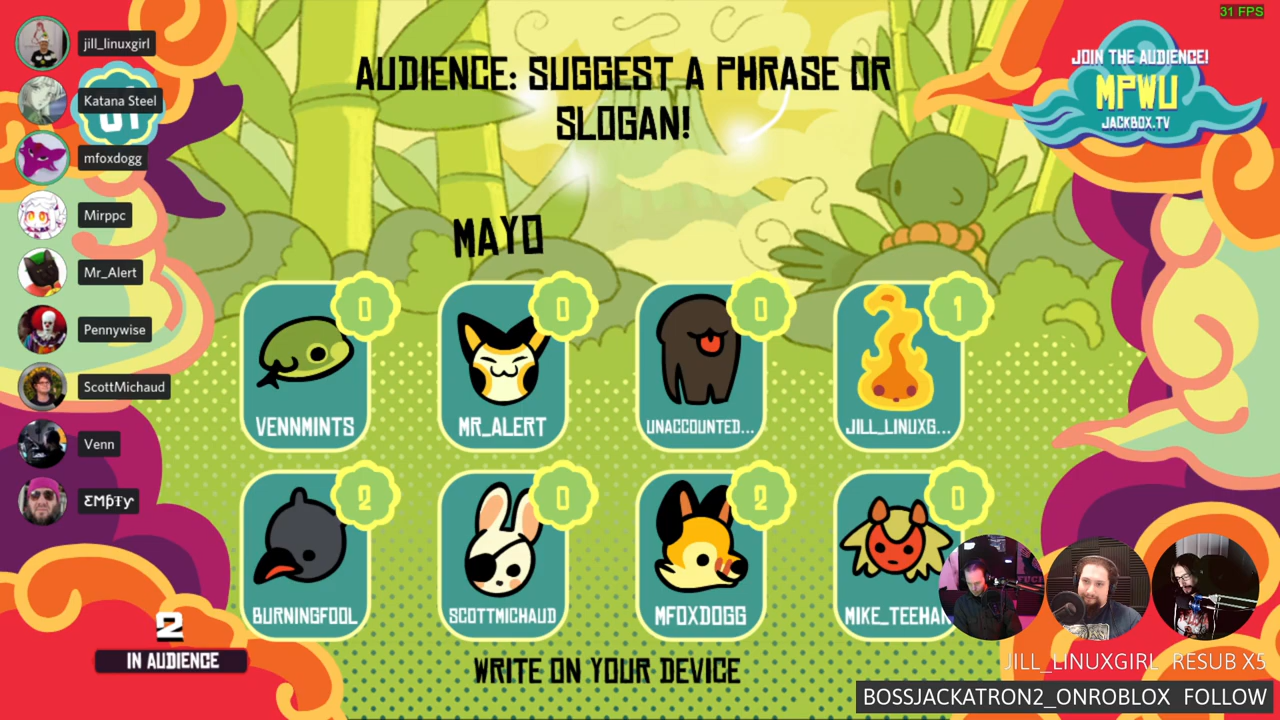 31 FPS
AUDIENCE: SUGGEST A PHRASE OR
SLOGAN!
JOIN THE AUDIENCE!
MPWU
JACKBOX.TV
jill_linuxgirl
Katana Steel
mfoxdogg
Mirppc
Mr_Alert
Pennywise
ScottMichaud
Venn
ΣMβŦƴ
MAYO
0
0
0
1
VENNMINTS
MR_ALERT
UNACCOUNTED...
JILL_LINUXG...
2
0
2
0
BURNINGFOOL
SCOTTMICHAUD
MFOXDOGG
MIKE_TEEHAN
2
IN AUDIENCE
WRITE ON YOUR DEVICE
JILL_LINUXGIRL RESUB X5
BOSSJACKATRON2_ONROBLOX FOLLOW